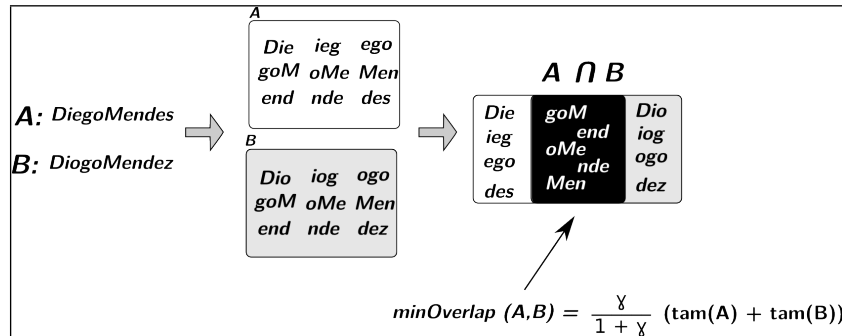 A: DiegoMendes
B: DiogoMendez
A
Die ieg ego
goM oMe Men
end nde des
B
Dio iog ogo
goM oMe Men
end nde dez
A ∩ B
Die
ieg
ego
des
goM
end
oMe
nde
Men
Dio
iog
ogo
dez
minOverlap (A,B) = γ / 1 + γ (tam(A) + tam(B))